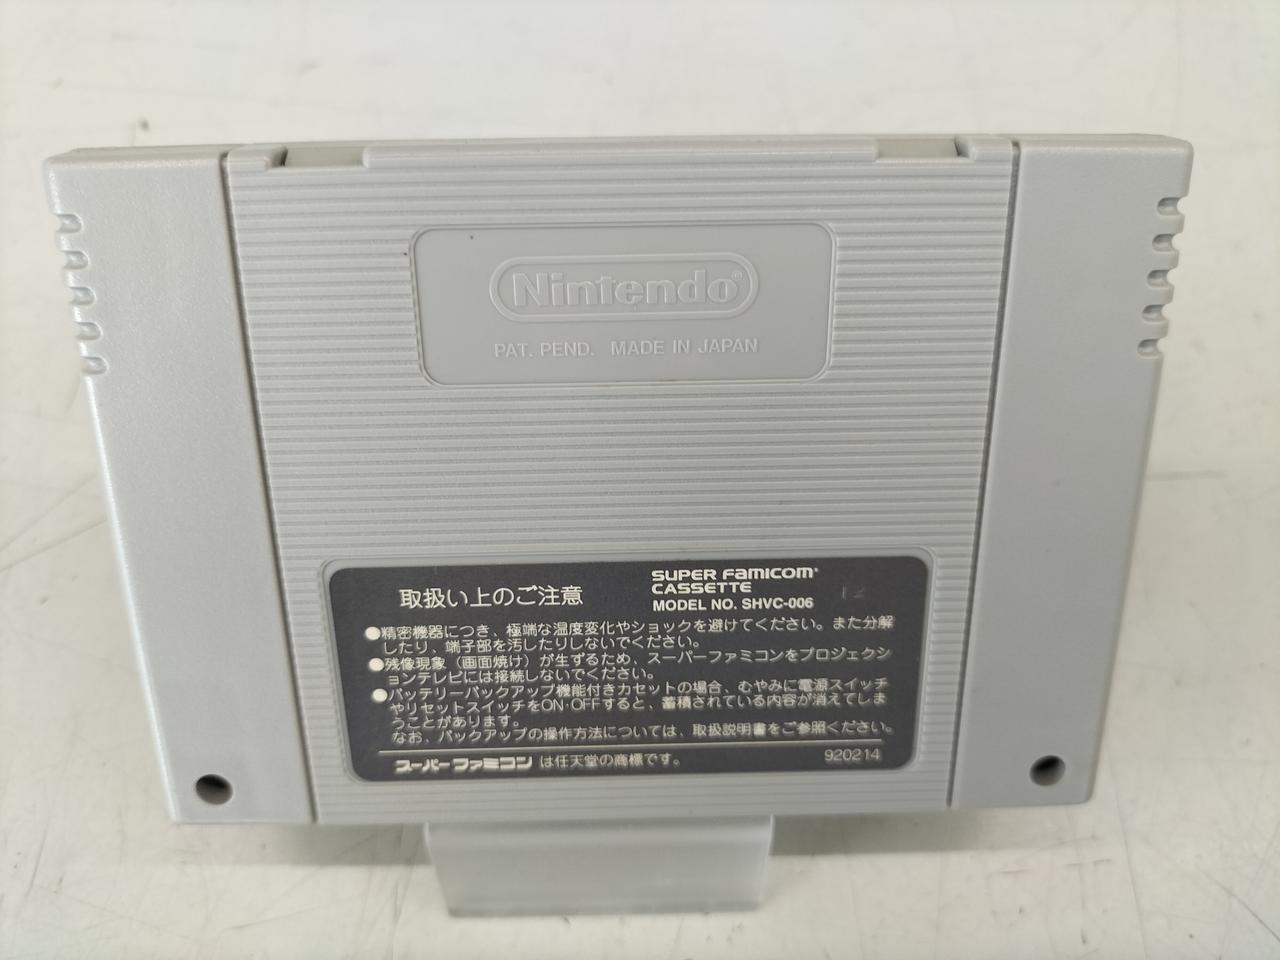 Nintendo®
PAT. PEND. MADE IN JAPAN
取扱い上のご注意
SUPER FAMICOM
CASSETTE
MODEL NO. SHVC-006
12
●精密機器につき、極端な温度変化やショックを避けてください。また分解
したり、端子部を汚したりしないでください。
●残像現象(画面焼け)が生ずるため、スーパーファミコンをプロジェクシ
ョンテレビには接続しないでください。
●バッテリーバックアップ機能付きカセットの場合、むやみに電源スイッチ
やリセットスイッチをON・OFFすると、蓄積されている内容が消えてしま
うことがあります。
なお、バックアップの操作方法については、取扱説明書をご参照ください。
スーパーファミコンは任天堂の商標です。
920214